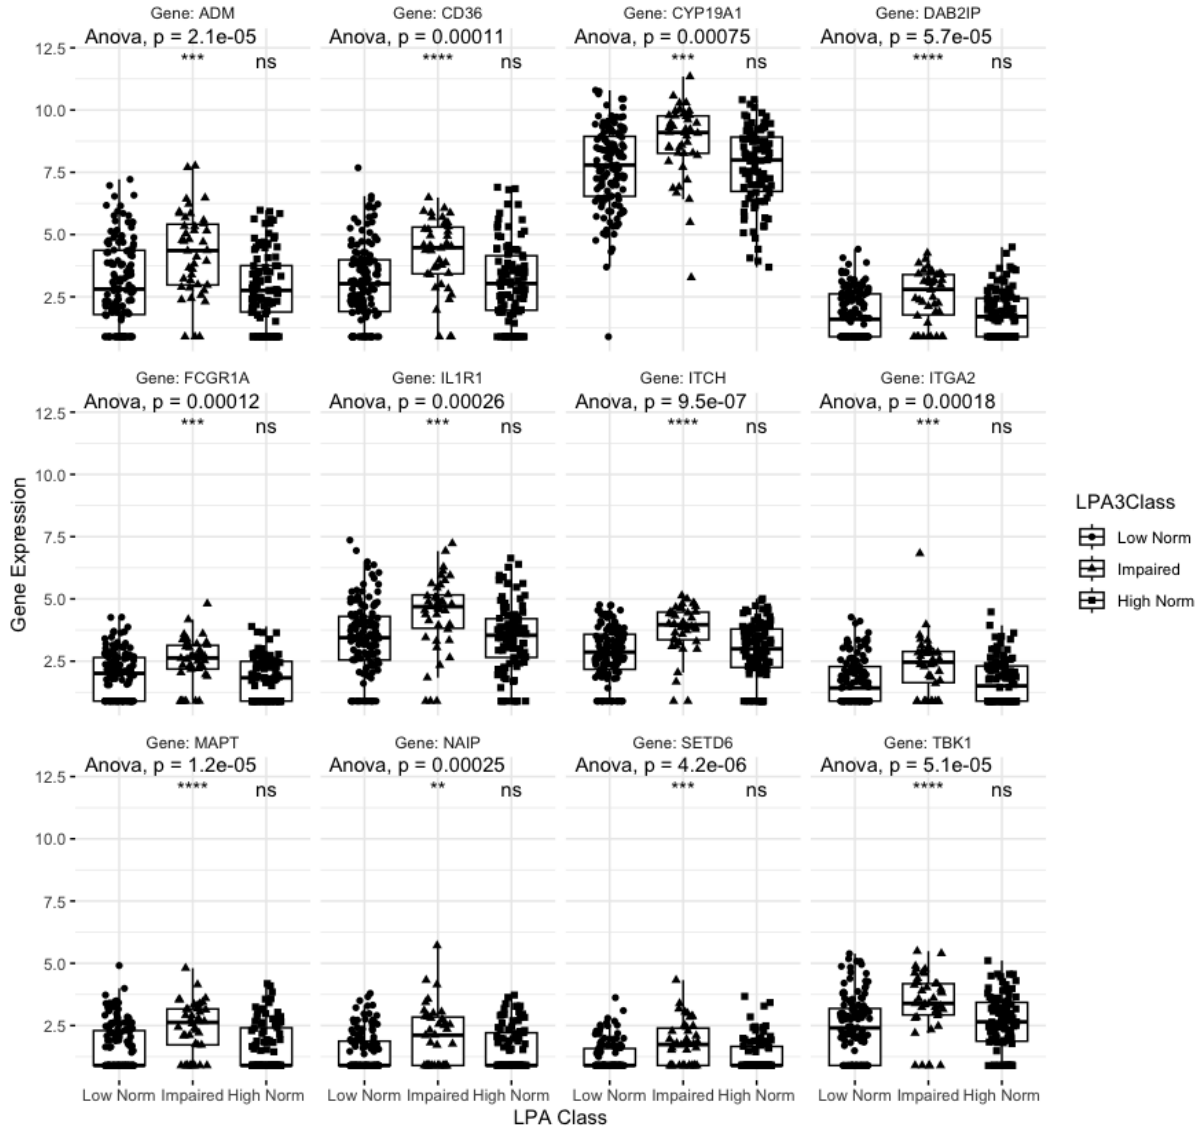 Gene: ADM Gene: CD36 Gene: CYP19A1 Gene: DAB2IP
Anova, p = 2.1e-05 Anova, p = 0.00011 Anova, p = 0.00075 Anova, p = 5.7e-05
12.5
*** ns **** ns *** ns **** ns
10.0
7.5
5.0
2.5
Gene: FCGR1A Gene: IL1R1 Gene: ITCH Gene: ITGA2
Anova, p = 0.00012 Anova, p = 0.00026 Anova, p = 9.5e-07 Anova, p = 0.00018
12.5
*** ns *** ns **** ns *** ns
10.0
7.5
5.0
2.5
Gene: MAPT Gene: NAIP Gene: SETD6 Gene: TBK1
Anova, p = 1.2e-05 Anova, p = 0.00025 Anova, p = 4.2e-06 Anova, p = 5.1e-05
12.5
**** ns ** ns *** ns **** ns
10.0
7.5
5.0
2.5
Low Norm Impaired High Norm Low Norm Impaired High Norm Low Norm Impaired High Norm Low Norm Impaired High Norm
LPA Class
Gene Expression
LPA3Class
Low Norm
Impaired
High Norm